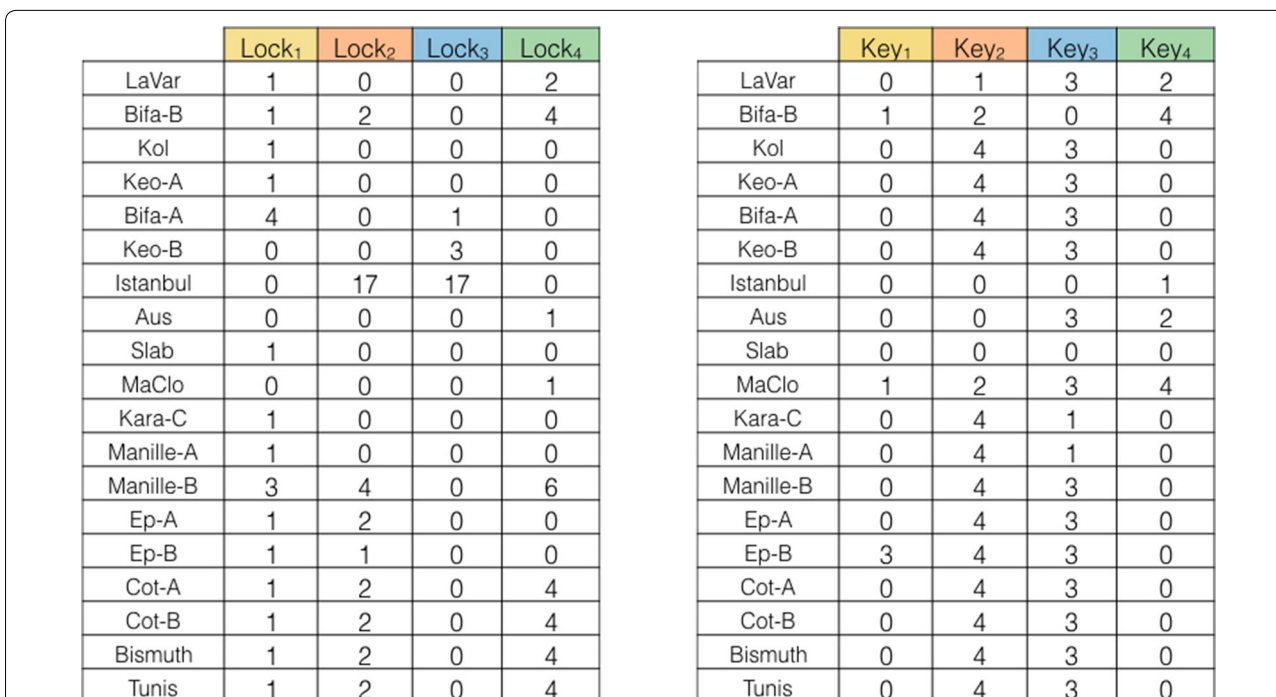 Lock₁ Lock₂ Lock₃ Lock₄ Key₁ Key₂ Key₃ Key₄
LaVar 1 0 0 2 LaVar 0 1 3 2
Bifa-B 1 2 0 4 Bifa-B 1 2 0 4
Kol 1 0 0 0 Kol 0 4 3 0
Keo-A 1 0 0 0 Keo-A 0 4 3 0
Bifa-A 4 0 1 0 Bifa-A 0 4 3 0
Keo-B 0 0 3 0 Keo-B 0 4 3 0
Istanbul 0 17 17 0 Istanbul 0 0 0 1
Aus 0 0 0 1 Aus 0 0 3 2
Slab 1 0 0 0 Slab 0 0 0 0
MaClo 0 0 0 1 MaClo 1 2 3 4
Kara-C 1 0 0 0 Kara-C 0 4 1 0
Manille-A 1 0 0 0 Manille-A 0 4 1 0
Manille-B 3 4 0 6 Manille-B 0 4 3 0
Ep-A 1 2 0 0 Ep-A 0 4 3 0
Ep-B 1 1 0 0 Ep-B 3 4 3 0
Cot-A 1 2 0 4 Cot-A 0 4 3 0
Cot-B 1 2 0 4 Cot-B 0 4 3 0
Bismuth 1 2 0 4 Bismuth 0 4 3 0
Tunis 1 2 0 4 Tunis 0 4 3 0